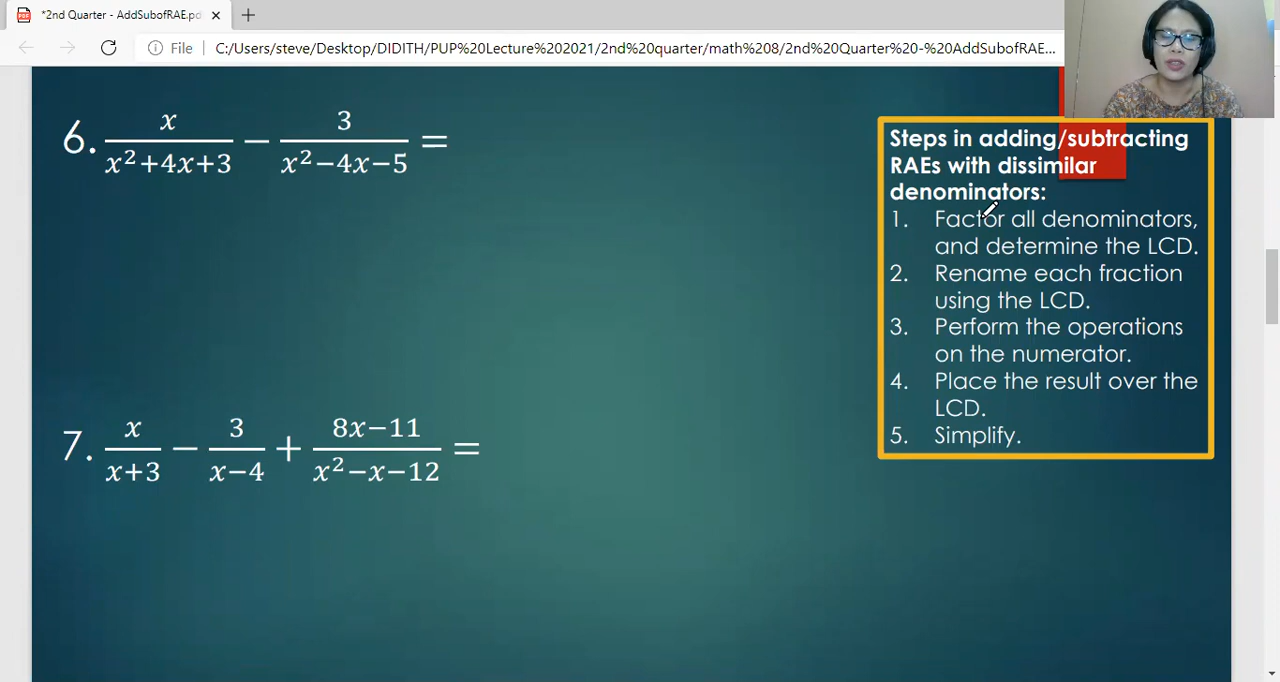 *2nd Quarter - AddSubofRAE.pd
File
C:/Users/steve/Desktop/DIDITH/PUP%20Lecture%202021/2nd%20quarter/math%208/2nd%20Quarter%20-%20AddSubofRAE...
6. x/(x²+4x+3) − 3/(x²−4x−5) =
7. x/(x+3) − 3/(x−4) + (8x−11)/(x²−x−12) =
Steps in adding/subtracting
RAEs with dissimilar
denominators:
1. Factor all denominators,
and determine the LCD.
2. Rename each fraction
using the LCD.
3. Perform the operations
on the numerator.
4. Place the result over the
LCD.
5. Simplify.